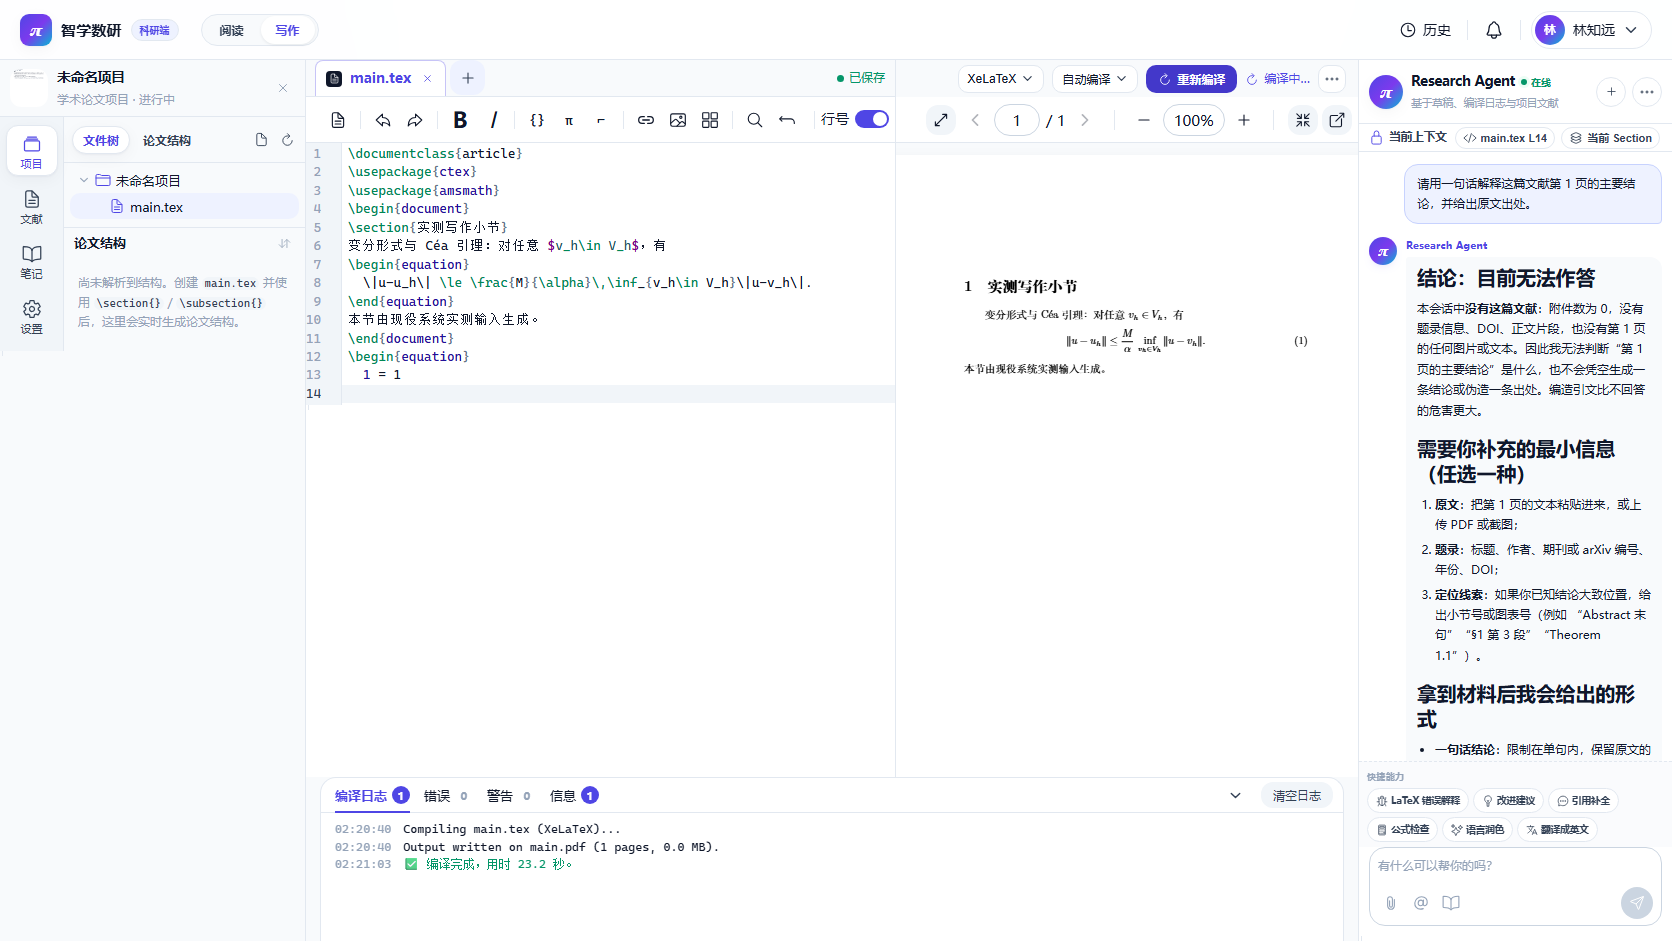 π 智学数研 科研端 阅读 写作 历史 林 林知远
未命名项目
学术论文项目 · 进行中
项目
文献
笔记
设置
文件树 论文结构
未命名项目
main.tex
论文结构
尚未解析到结构。创建 main.tex 并使
用 \section{} / \subsection{}
后，这里会实时生成论文结构。
main.tex × + 已保存
B I {} π 行号
1 \documentclass{article}
2 \usepackage{ctex}
3 \usepackage{amsmath}
4 \begin{document}
5 \section{实测写作小节}
6 变分形式与 Céa 引理: 对任意 $v_h\in V_h$, 有
7 \begin{equation}
8 \|u-u_h\| \le \frac{M}{\alpha}\,\inf_{v_h\in V_h}\|u-v_h\|.
9 \end{equation}
10 本节由现役系统实测输入生成。
11 \end{document}
12 \begin{equation}
13 1 = 1
14
XeLaTeX 自动编译 重新编译 编译中...
1 / 1 100%
1 实测写作小节
变分形式与 Céa 引理: 对任意 v_h ∈ V_h, 有
‖u − u_h‖ ≤ M/α inf_{v_h∈V_h} ‖u − v_h‖. (1)
本节由现役系统实测输入生成。
编译日志 1 错误 0 警告 0 信息 1 清空日志
02:20:40 Compiling main.tex (XeLaTeX)...
02:20:40 Output written on main.pdf (1 pages, 0.0 MB).
02:21:03 ✅ 编译完成, 用时 23.2 秒。
π Research Agent 在线
基于草稿、编译日志与项目文献
当前上下文 main.tex L14 当前 Section
请用一句话解释这篇文献第 1 页的主要结
论，并给出原文出处。
π Research Agent
结论：目前无法作答
本会话中没有这篇文献：附件数为 0，没有
题录信息、DOI、正文片段，也没有第 1 页
的任何图片或文本。因此我无法判断“第 1
页的主要结论”是什么，也不会凭空生成一
条结论或伪造一条出处。编造引文比不回答
的危害更大。
需要你补充的最小信息
（任选一种）
1. 原文：把第 1 页的文本粘贴进来，或上
传 PDF 或截图；
2. 题录：标题、作者、期刊或 arXiv 编号、
年份、DOI；
3. 定位线索：如果你已知结论大致位置，给
出小节号或图表号（例如 “Abstract 末
句” “§1 第 3 段” “Theorem
1.1”）。
拿到材料后我会给出的形
式
• 一句话结论：限制在单句内，保留原文的
快捷能力
LaTeX 错误解释 改进建议 引用补全
公式检查 语言润色 翻译成英文
有什么可以帮你的吗?
@